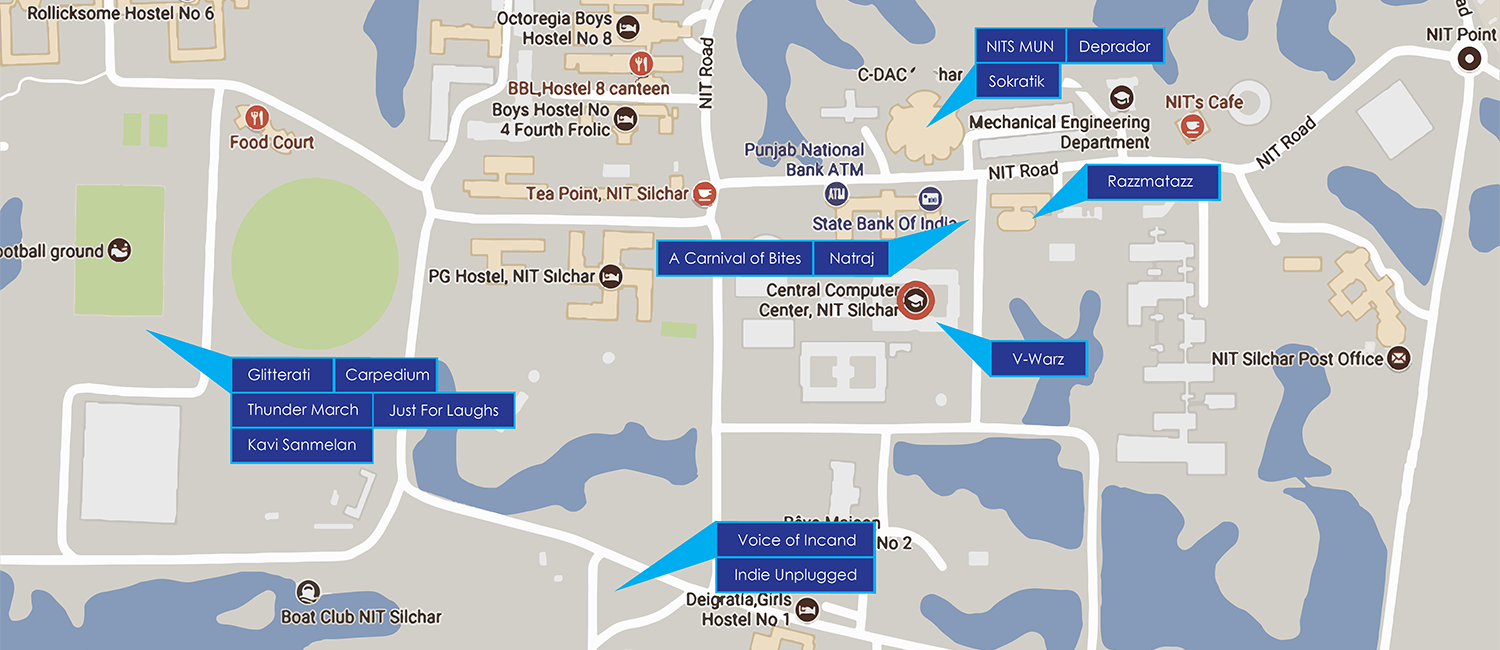 Rollicksome Hostel No 6
Octoregia Boys
Hostel No 8
NIT Road
NITS MUN
Deprador
Sokratik
NIT Point
C-DAC
har
BBL,Hostel 8 canteen
Boys Hostel No
4 Fourth Frolic
Food Court
NIT's Cafe
Mechanical Engineering
Department
NIT Road
Punjab National
Bank ATM
ATM
NIT Road
Razzmatazz
Tea Point, NIT Silchar
State Bank Of India
ootball ground
A Carnival of Bites
Natraj
PG Hostel, NIT Silchar
Central Computer
Center, NIT Silchar
V-Warz
NIT Silchar Post Office
Glitterati
Carpedium
Thunder March
Just For Laughs
Kavi Sanmelan
No 2
Voice of Incand
Indie Unplugged
Deigratia,Girls
Hostel No 1
Boat Club NIT Silchar